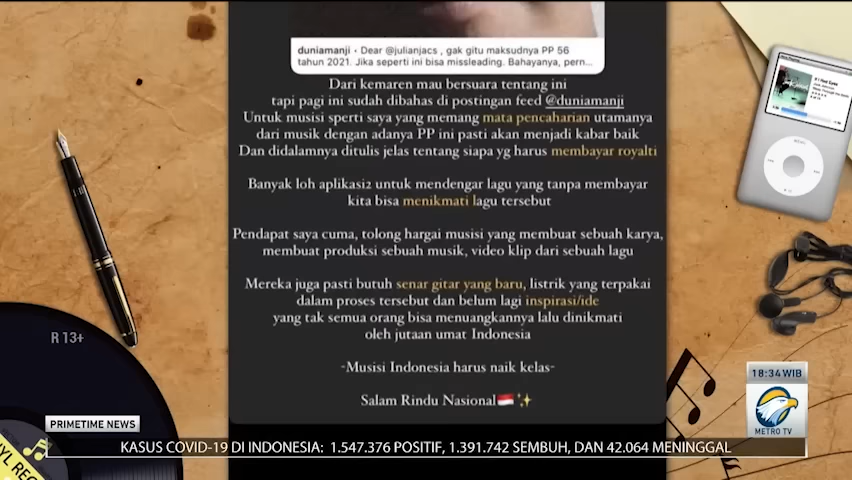 duniamanji • Dear @julianjacs , gak gitu maksudnya PP 56
tahun 2021. Jika seperti ini bisa missleading. Bahayanya, pern...
Dari kemaren mau bersuara tentang ini
tapi pagi ini sudah dibahas di postingan feed @duniamanji
Untuk musisi sperti saya yang memang mata pencaharian utamanya
dari musik dengan adanya PP ini pasti akan menjadi kabar baik
Dan didalamnya ditulis jelas tentang siapa yg harus membayar royalti
Banyak loh aplikasi2 untuk mendengar lagu yang tanpa membayar
kita bisa menikmati lagu tersebut
Pendapat saya cuma, tolong hargai musisi yang membuat sebuah karya,
membuat produksi sebuah musik, video klip dari sebuah lagu
Mereka juga pasti butuh senar gitar yang baru, listrik yang terpakai
dalam proses tersebut dan belum lagi inspirasi/ide
yang tak semua orang bisa menuangkannya lalu dinikmati
oleh jutaan umat Indonesia
-Musisi Indonesia harus naik kelas-
Salam Rindu Nasional🇮🇩✨
R 13+
18:34 WIB
METRO TV
PRIMETIME NEWS
KASUS COVID-19 DI INDONESIA: 1.547.376 POSITIF, 1.391.742 SEMBUH, DAN 42.064 MENINGGAL